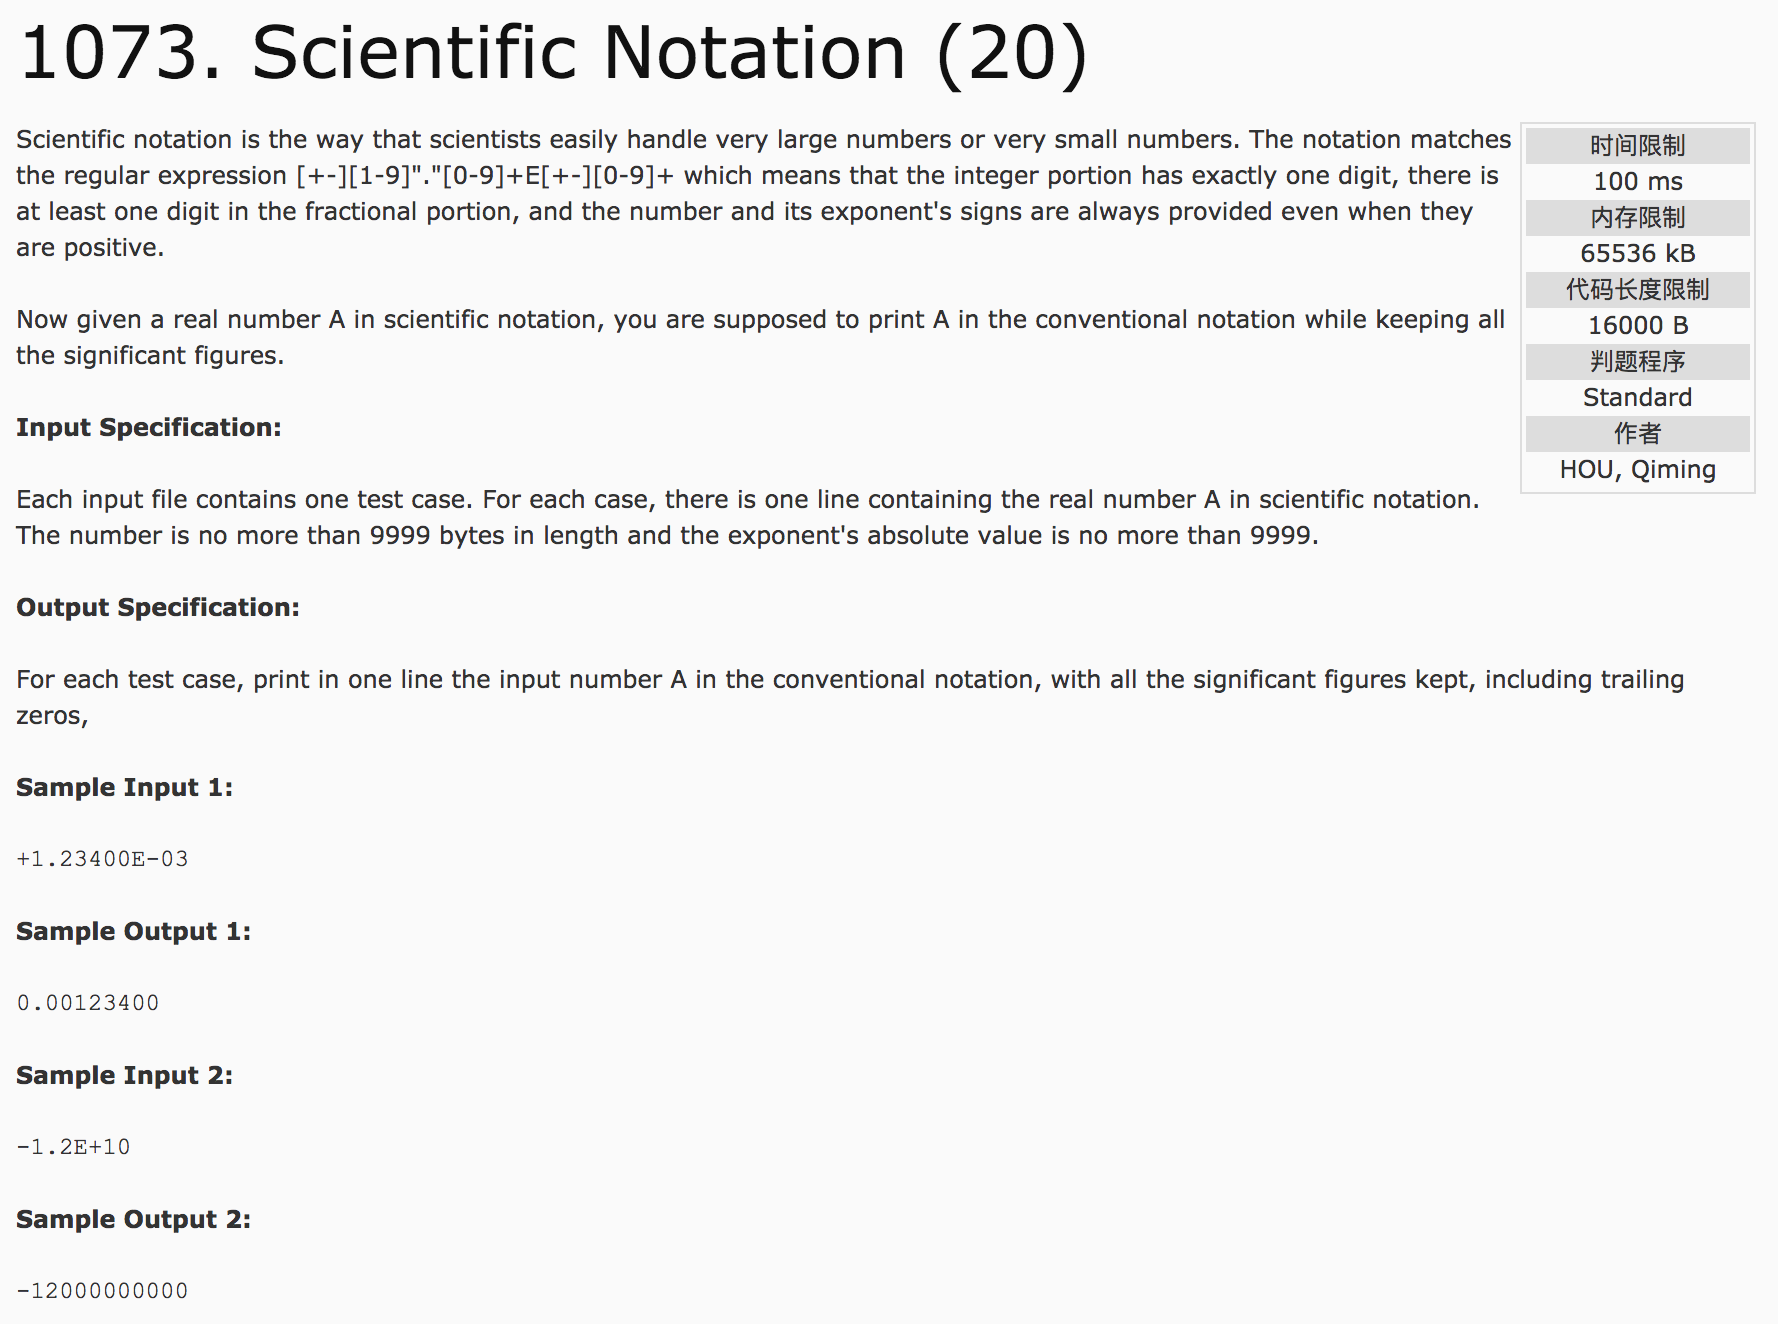 1073. Scientific Notation (20)
Scientific notation is the way that scientists easily handle very large numbers or very small numbers. The notation matches
the regular expression [+-][1-9]"."[0-9]+E[+-][0-9]+ which means that the integer portion has exactly one digit, there is
at least one digit in the fractional portion, and the number and its exponent's signs are always provided even when they
are positive.
时间限制
100 ms
内存限制
65536 kB
代码长度限制
16000 B
判题程序
Standard
作者
HOU, Qiming
Now given a real number A in scientific notation, you are supposed to print A in the conventional notation while keeping all
the significant figures.
Input Specification:
Each input file contains one test case. For each case, there is one line containing the real number A in scientific notation.
The number is no more than 9999 bytes in length and the exponent's absolute value is no more than 9999.
Output Specification:
For each test case, print in one line the input number A in the conventional notation, with all the significant figures kept, including trailing
zeros,
Sample Input 1:
+1.23400E-03
Sample Output 1:
0.00123400
Sample Input 2:
-1.2E+10
Sample Output 2:
-12000000000